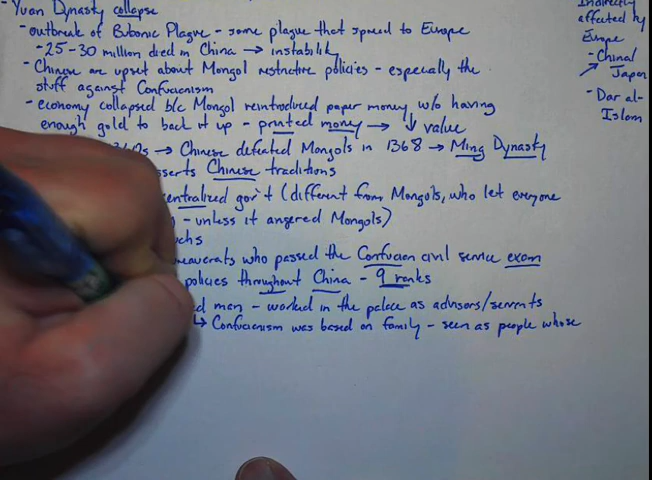 - Yuan Dynasty collapse
- outbreak of Bubonic Plague - same plague that spread to Europe
- 25-30 million died in China → instability
- Chinese are upset about Mongol restrictive policies - especially the
stuff against Confucianism
- economy collapsed b/c Mongol reintroduced paper money w/o having
enough gold to back it up - printed money → ↓ value
→ Chinese defeated Mongols in 1368 → Ming Dynasty
sserts Chinese traditions
entralized gov't (different from Mongols, who let everyone
- unless it angered Mongols)
chs
reaucrats who passed the Confucian civil service exam
policies throughout China - 9 ranks
ed men - worked in the palace as advisors/servants
↳ Confucianism was based on family - seen as people whose
Indirectly
affected by
Europe
- China/
Japan
- Dar al-
Islam